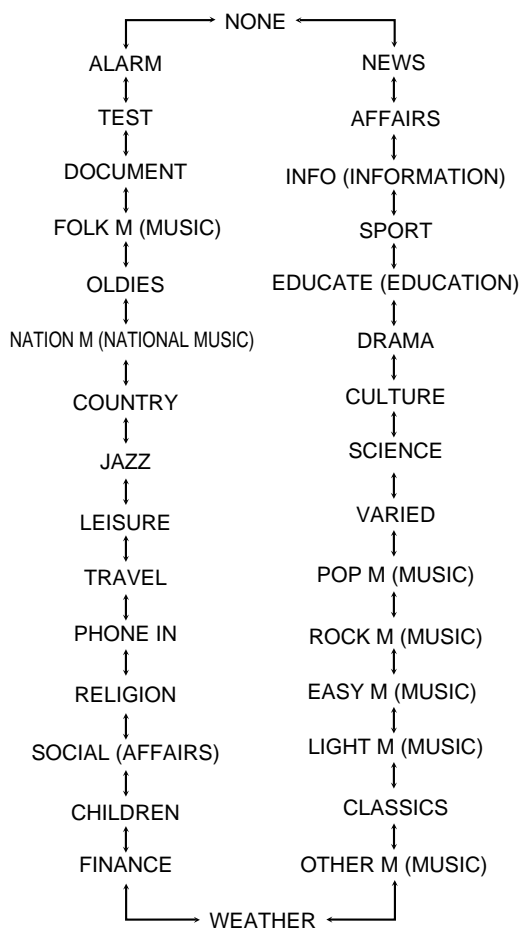 NONE
ALARM
NEWS
TEST
AFFAIRS
DOCUMENT
INFO (INFORMATION)
FOLK M (MUSIC)
SPORT
OLDIES
EDUCATE (EDUCATION)
NATION M (NATIONAL MUSIC)
DRAMA
COUNTRY
CULTURE
JAZZ
SCIENCE
LEISURE
VARIED
TRAVEL
POP M (MUSIC)
PHONE IN
ROCK M (MUSIC)
RELIGION
EASY M (MUSIC)
SOCIAL (AFFAIRS)
LIGHT M (MUSIC)
CHILDREN
CLASSICS
FINANCE
OTHER M (MUSIC)
WEATHER